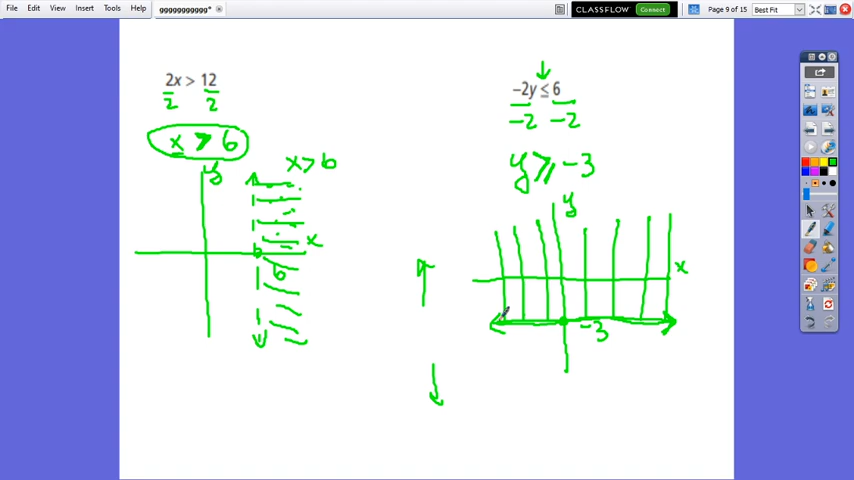 File Edit View Insert Tools Help
9999999999*
CLASSFLOW Connect
Page 9 of 15
Best Fit
2x > 12
2 2
x > 6
y
x > 6
x
6
-2y ≤ 6
-2 -2
y ≥ -3
y
x
-3